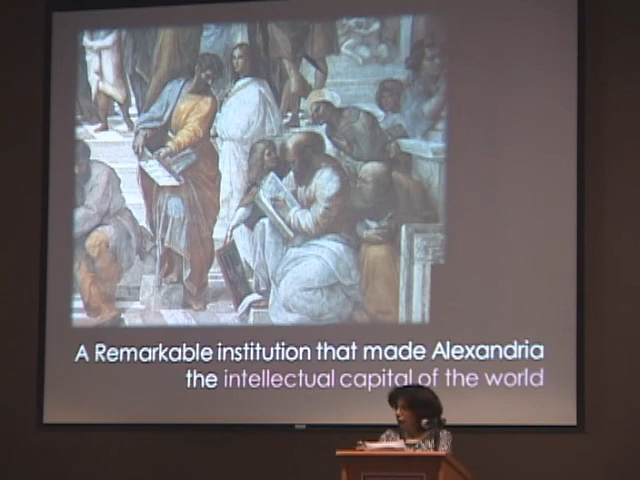 A Remarkable institution that made Alexandria
the intellectual capital of the world